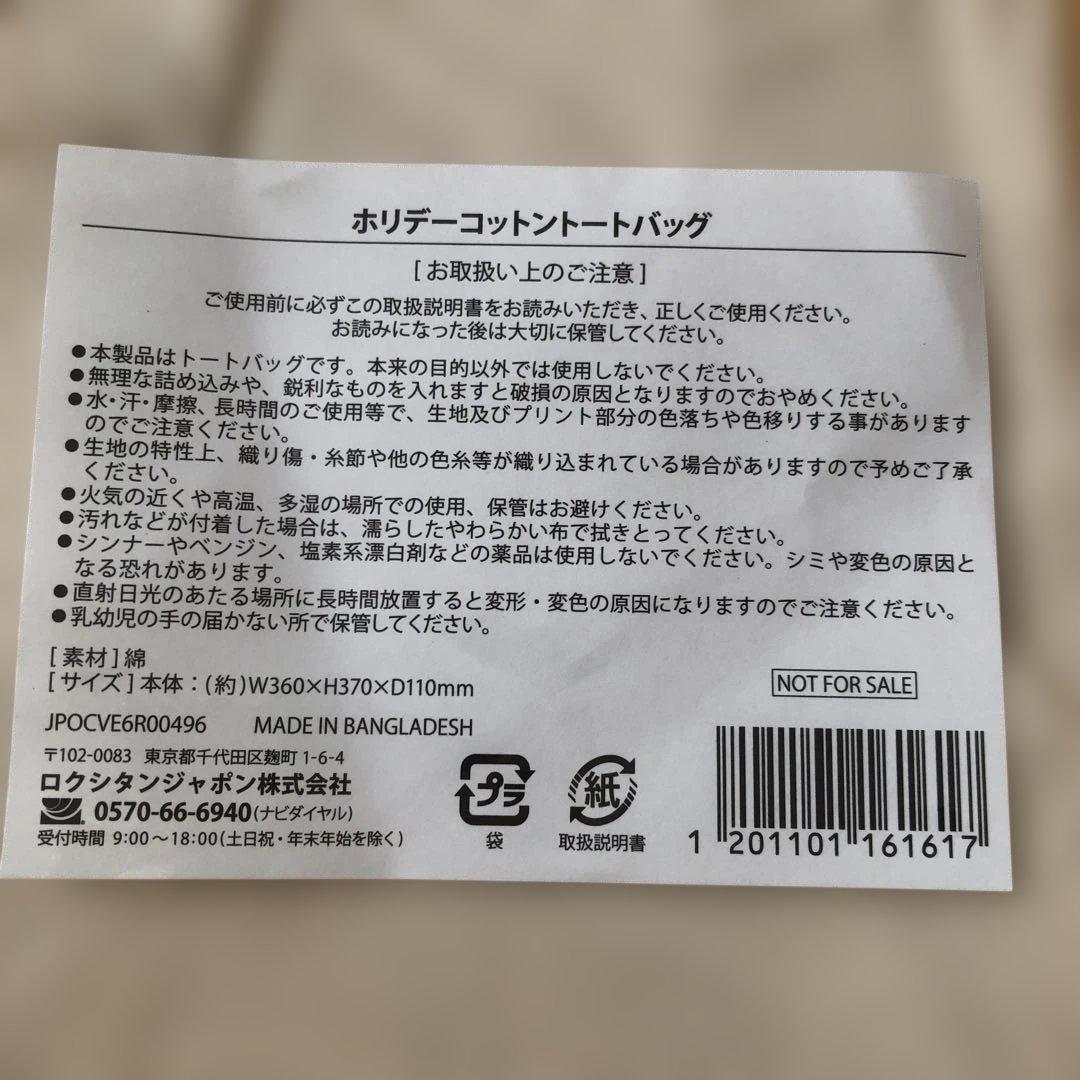 ホリデーコットントートバッグ
[お取扱い上のご注意]
ご使用前に必ずこの取扱説明書をお読みいただき、正しくご使用ください。
お読みになった後は大切に保管してください。
●本製品はトートバッグです。本来の目的以外では使用しないでください。
●無理な詰め込みや、鋭利なものを入れますと破損の原因となりますのでおやめください。
●水・汗・摩擦、長時間のご使用等で、生地及びプリント部分の色落ちや色移りする事があります
のでご注意ください。
●生地の特性上、織り傷・糸節や他の色糸等が織り込まれている場合がありますので予めご了承
ください。
●火気の近くや高温、多湿の場所での使用、保管はお避けください。
●汚れなどが付着した場合は、濡らしたやわらかい布で拭きとってください。
●シンナーやベンジン、塩素系漂白剤などの薬品は使用しないでください。シミや変色の原因と
なる恐れがあります。
●直射日光のあたる場所に長時間放置すると変形・変色の原因になりますのでご注意ください。
●乳幼児の手の届かない所で保管してください。
[素材]綿
[サイズ]本体：(約)W360×H370×D110mm
NOT FOR SALE
JPOCVE6R00496 MADE IN BANGLADESH
〒102-0083 東京都千代田区麹町1-6-4
ロクシタンジャポン株式会社
0570-66-6940(ナビダイヤル)
受付時間 9:00～18:00(土日祝・年末年始を除く)
プラ
袋
紙
取扱説明書
1 201101 161617